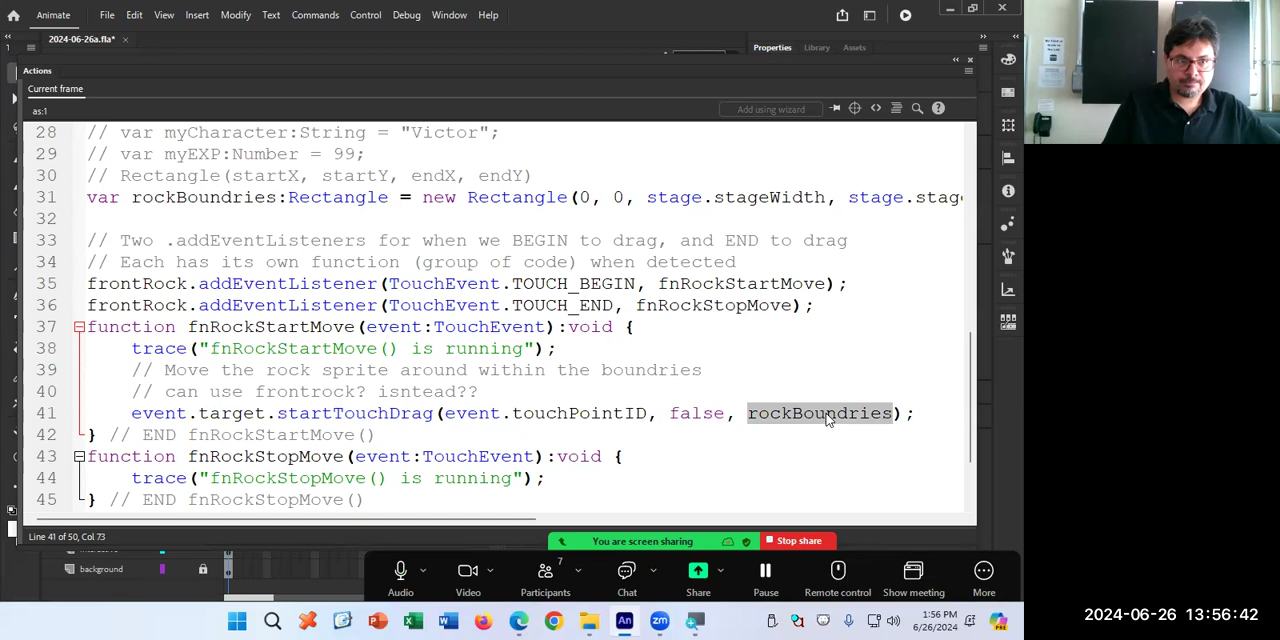 Animate File Edit View Insert Modify Text Commands Control Debug Window Help
2024-06-26a.fla* ×
Properties Library Assets
Actions
Current frame
as:1
Add using wizard
28 // var myCharacter:String = "Victor";
29 // var myEXP:Number = 99;
30 // Rectangle(startX, startY, endX, endY)
31 var rockBoundries:Rectangle = new Rectangle(0, 0, stage.stageWidth, stage.stag
32
33 // Two .addEventListeners for when we BEGIN to drag, and END to drag
34 // Each has its own function (group of code) when detected
35 frontRock.addEventListener(TouchEvent.TOUCH_BEGIN, fnRockStartMove);
36 frontRock.addEventListener(TouchEvent.TOUCH_END, fnRockStopMove);
37 function fnRockStartMove(event:TouchEvent):void {
38 trace("fnRockStartMove() is running");
39 // Move the rock sprite around within the boundries
40 // can use frontrock? isntead??
41 event.target.startTouchDrag(event.touchPointID, false, rockBoundries);
42 } // END fnRockStartMove()
43 function fnRockStopMove(event:TouchEvent):void {
44 trace("fnRockStopMove() is running");
45 } // END fnRockStopMove()
Line 41 of 50, Col 73
You are screen sharing Stop share
background
7
Audio Video Participants Chat Share Pause Remote control Show meeting More
1:56 PM
6/26/2024
2024-06-26 13:56:42